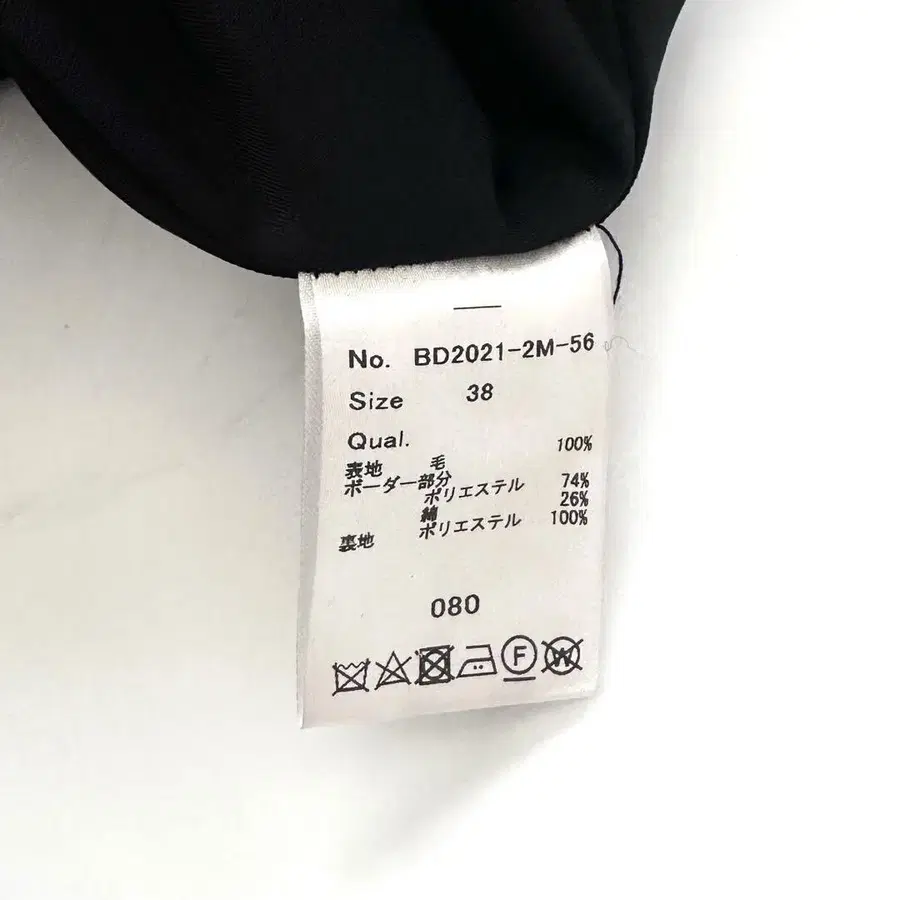 No. BD2021-2M-56
Size 38
Qual.
表地 毛 100%
ボーダー部分
ポリエステル 74%
綿 26%
裏地 ポリエステル 100%
080
F W